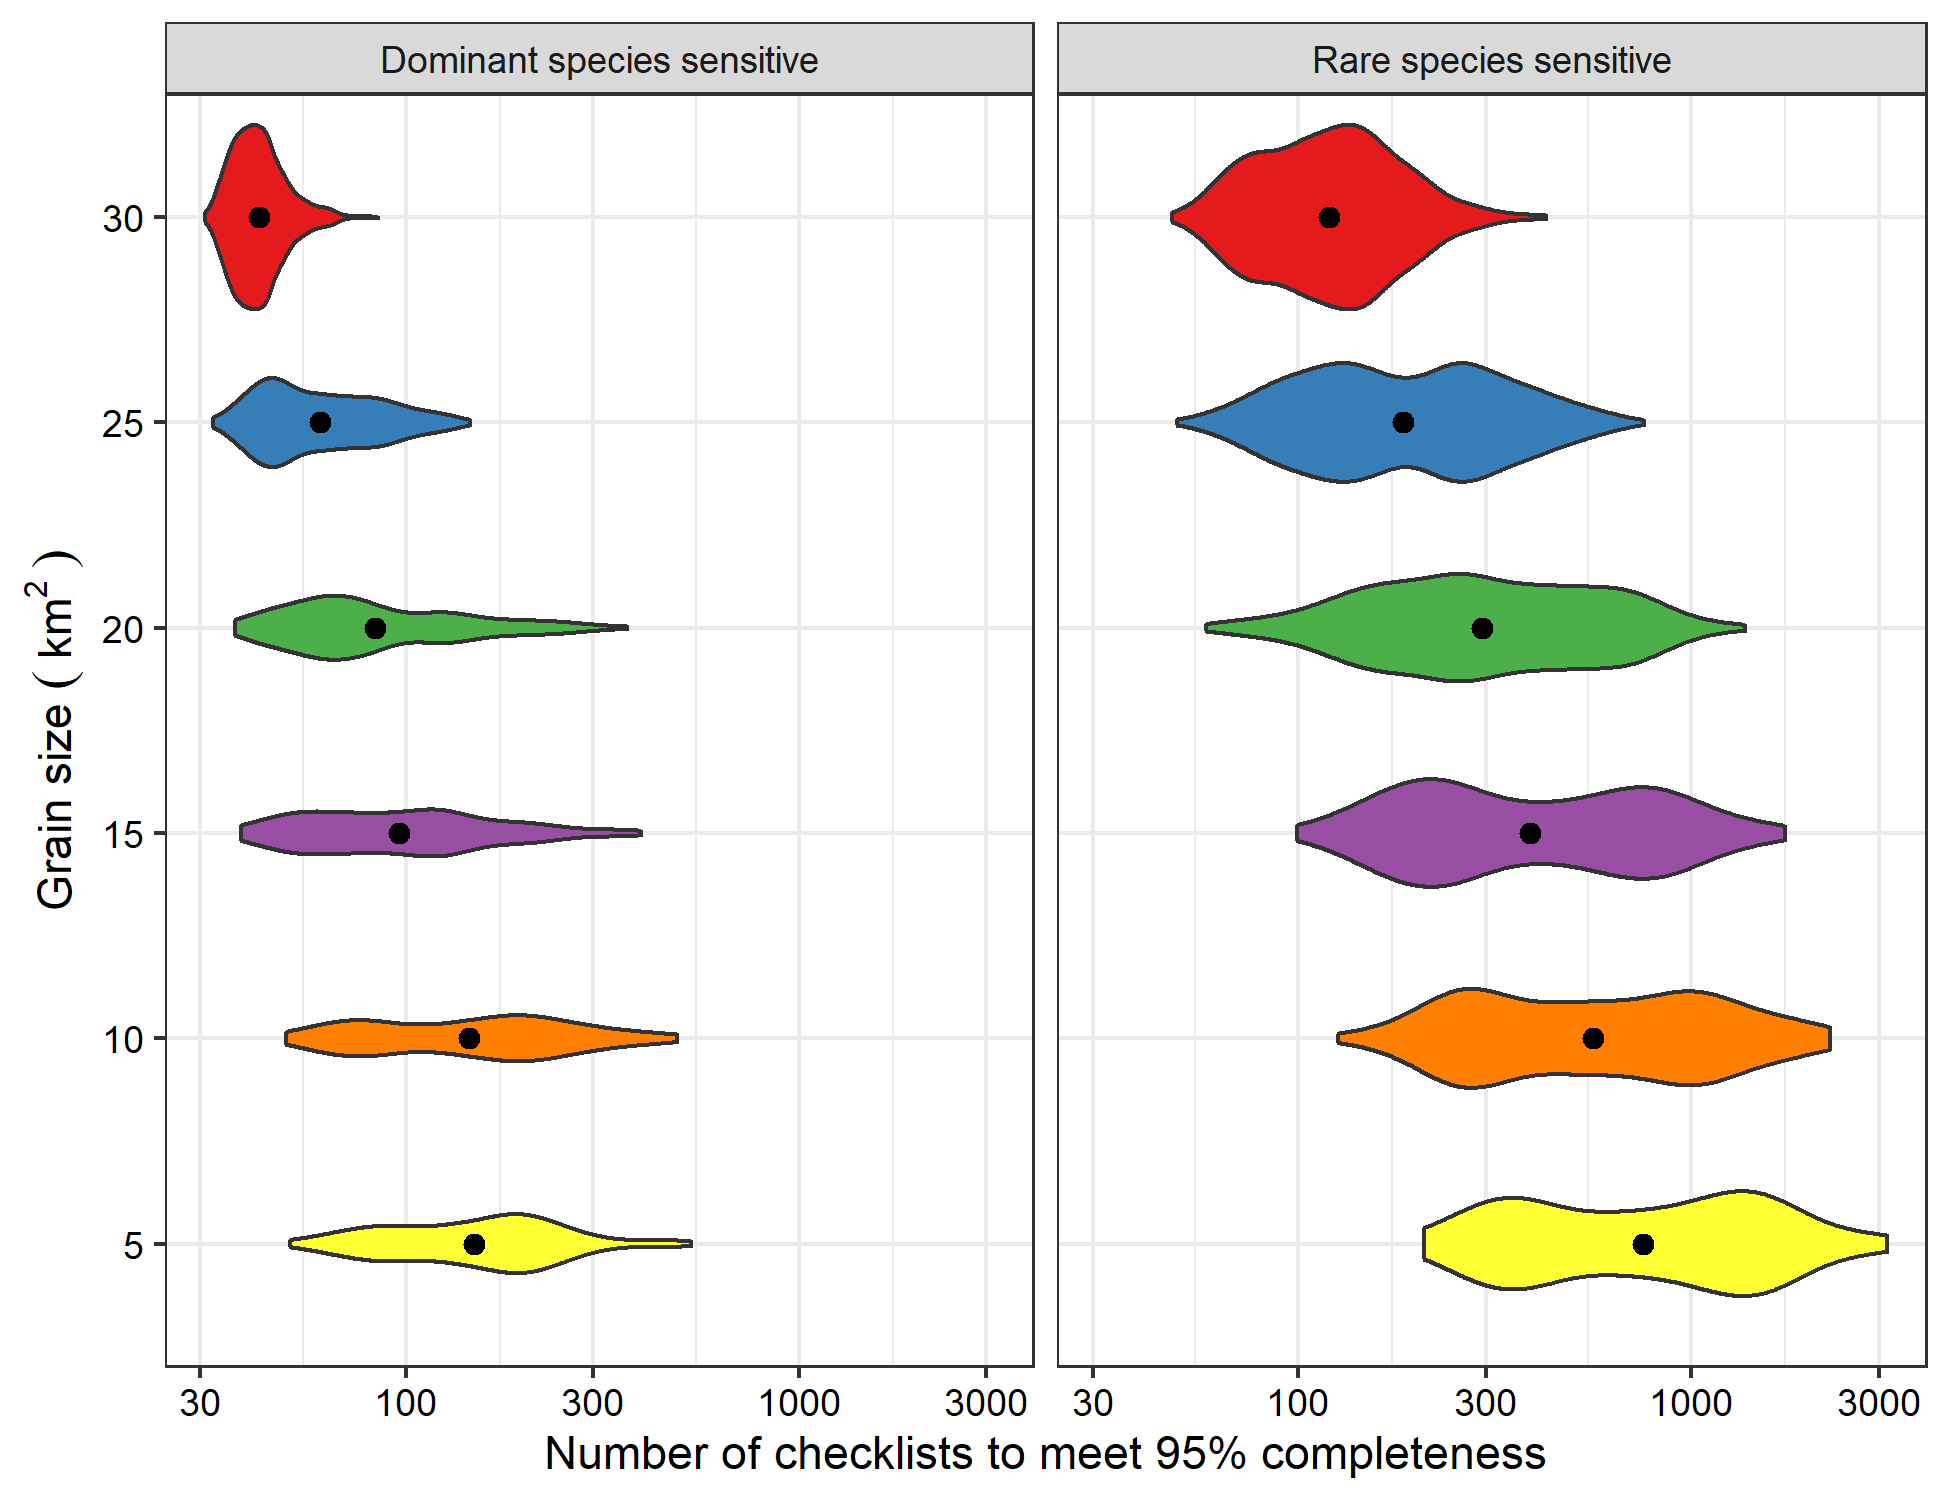 Dominant species sensitive
Rare species sensitive
30
25
20
15
10
5
Grain size ( km² )
30 100 300 1000 3000
30 100 300 1000 3000
Number of checklists to meet 95% completeness